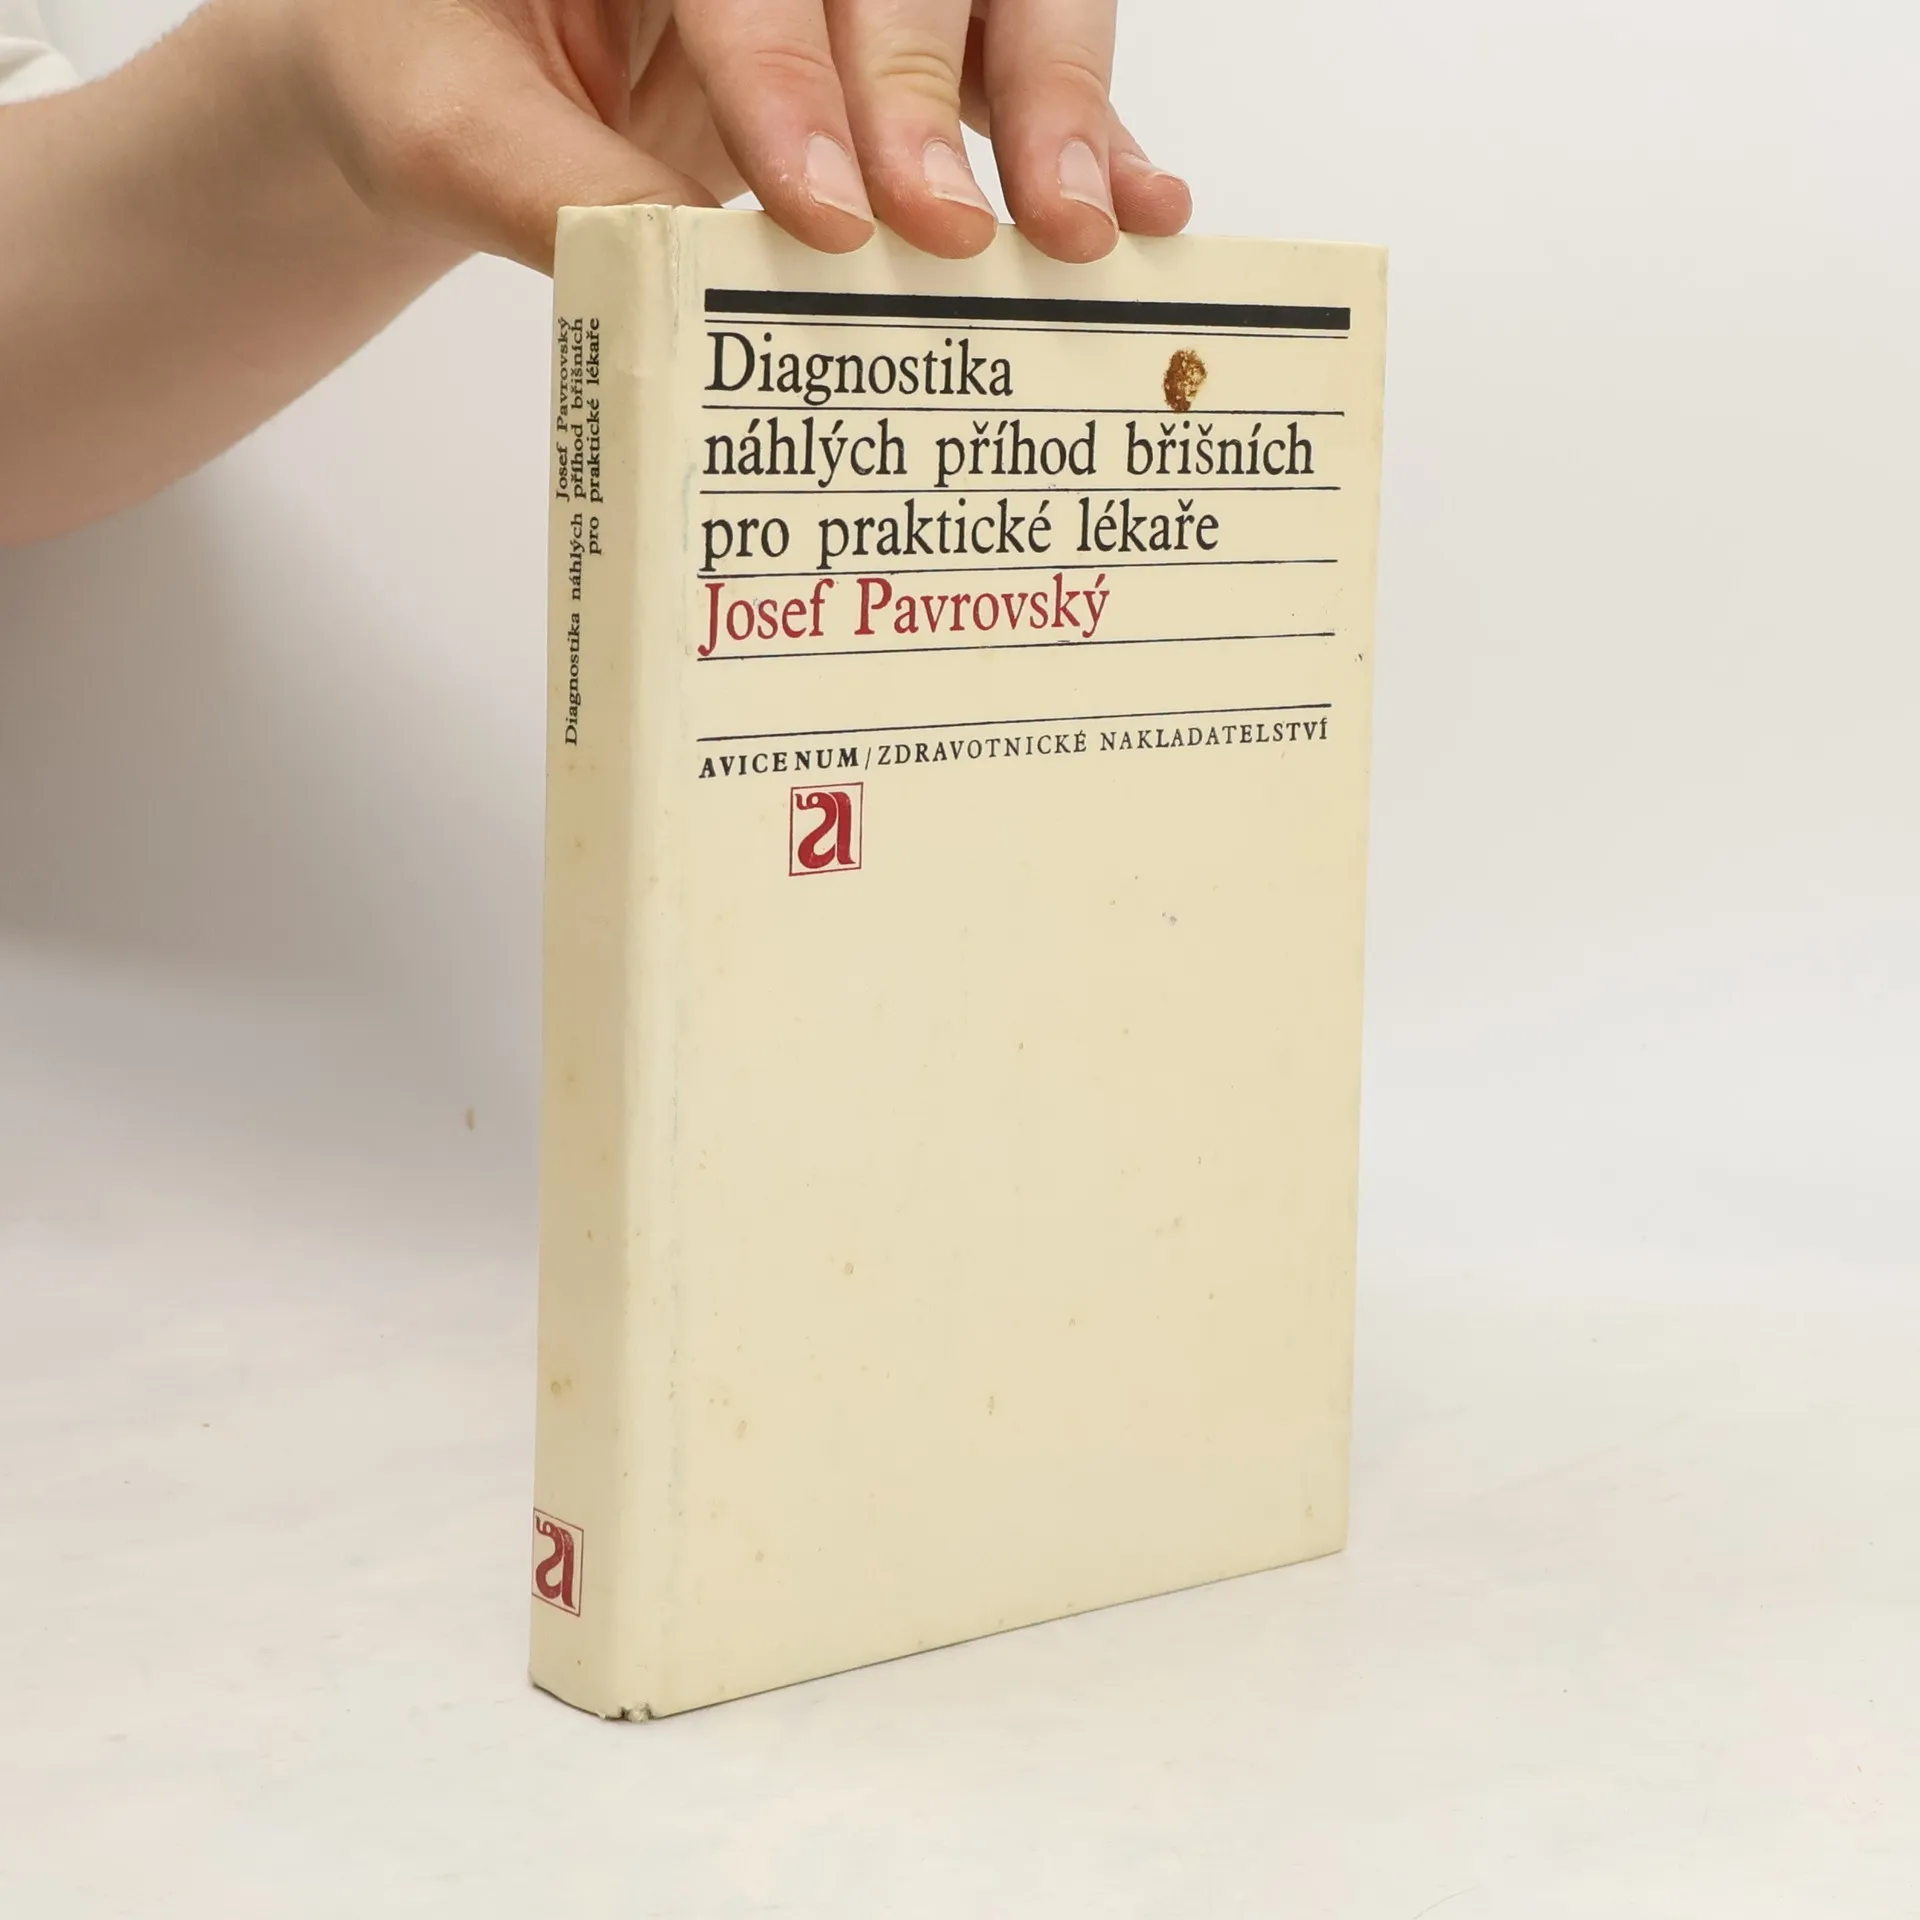 Diagnostika
náhlých příhod břišních
pro praktické lékaře
Josef Pavrovský
AVICENUM/ZDRAVOTNICKÉ NAKLADATELSTVÍ
a
Josef Pavrovský
Diagnostika náhlých příhod břišních
pro praktické lékaře
a